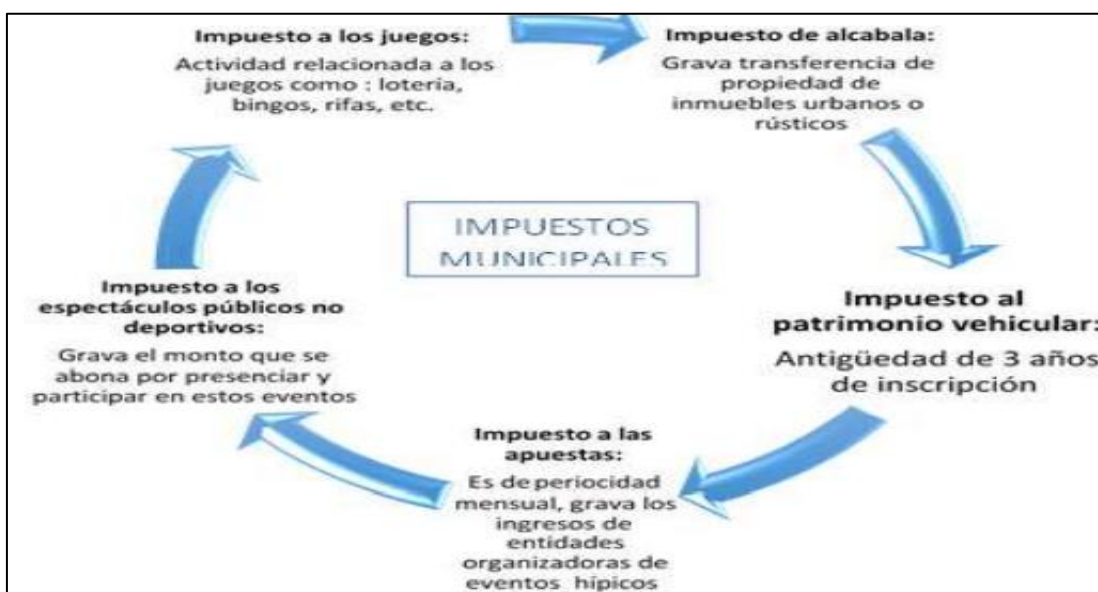 Impuesto a los juegos:
Actividad relacionada a los
juegos como : lotería,
bingos, rifas, etc.
Impuesto de alcabala:
Grava transferencia de
propiedad de
inmuebles urbanos o
rústicos
IMPUESTOS
MUNICIPALES
Impuesto al
patrimonio vehicular:
Antigüedad de 3 años
de inscripción
Impuesto a las
apuestas:
Es de periocidad
mensual, grava los
ingresos de
entidades
organizadoras de
eventos hípicos
Impuesto a los
espectáculos públicos no
deportivos:
Grava el monto que se
abona por presenciar y
participar en estos eventos